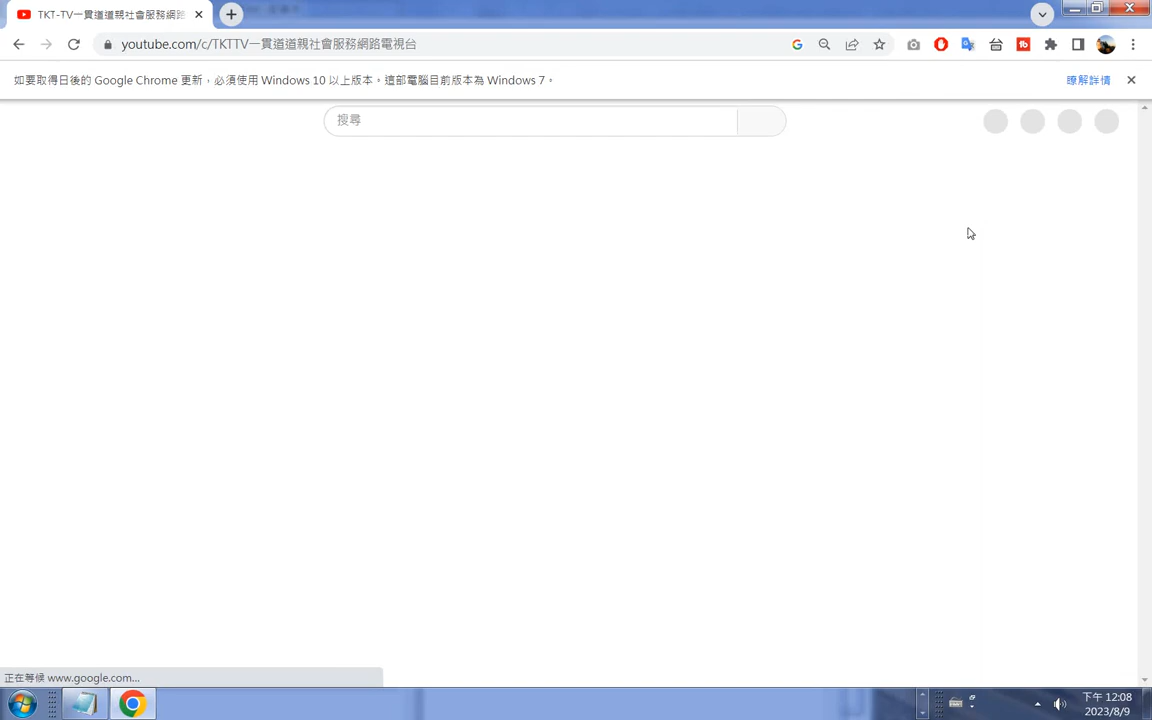 TKT-TV一貫道道親社會服務網路
youtube.com/c/TKTTV一貫道道親社會服務網路電視台
如要取得日後的 Google Chrome 更新，必須使用 Windows 10 以上版本。這部電腦目前版本為 Windows 7。
瞭解詳情
搜尋
正在等候 www.google.com...
下午 12:08
2023/8/9